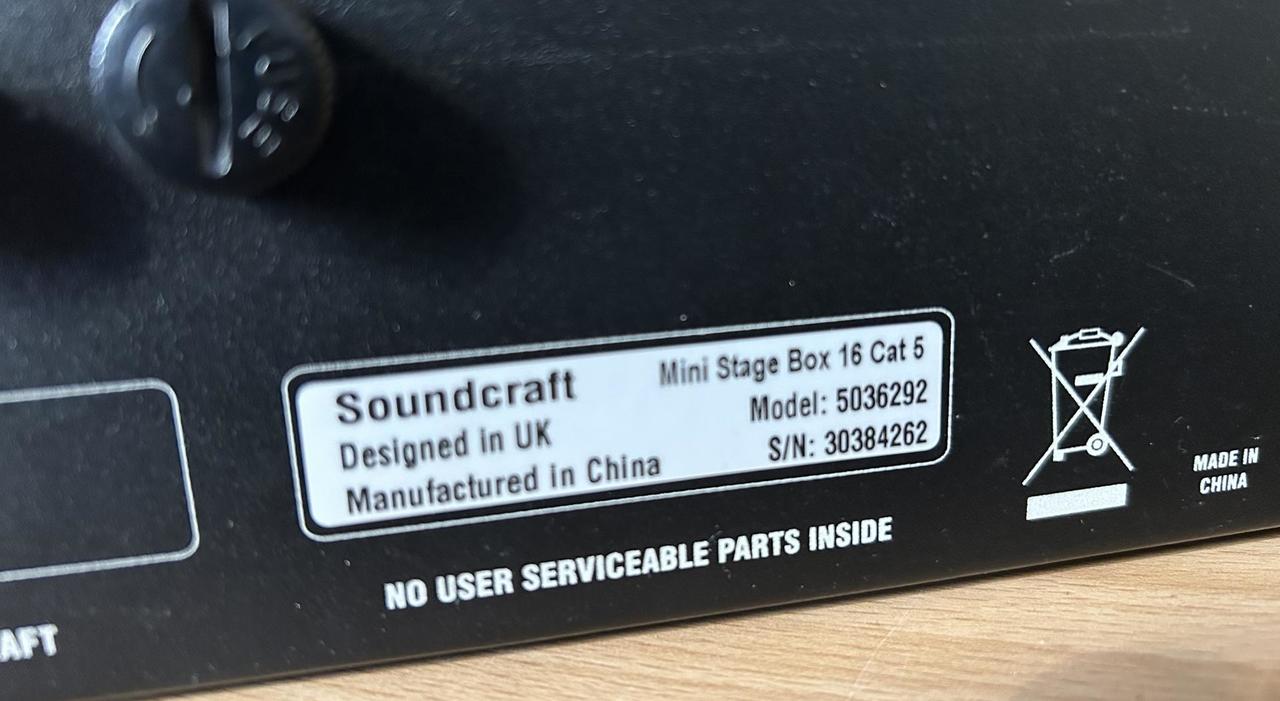 FUSE
Soundcraft
Designed in UK
Manufactured in China
Mini Stage Box 16 Cat 5
Model: 5036292
S/N: 30384262
NO USER SERVICEABLE PARTS INSIDE
MADE IN
CHINA
AFT